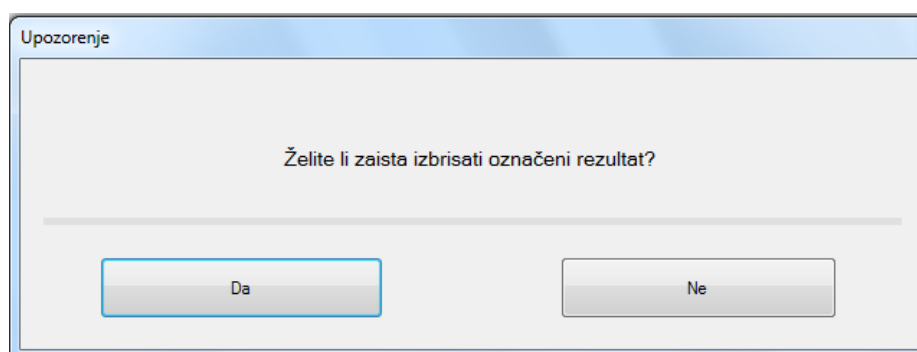 Upozorenje
Želite li zaista izbrisati označeni rezultat?
Da
Ne